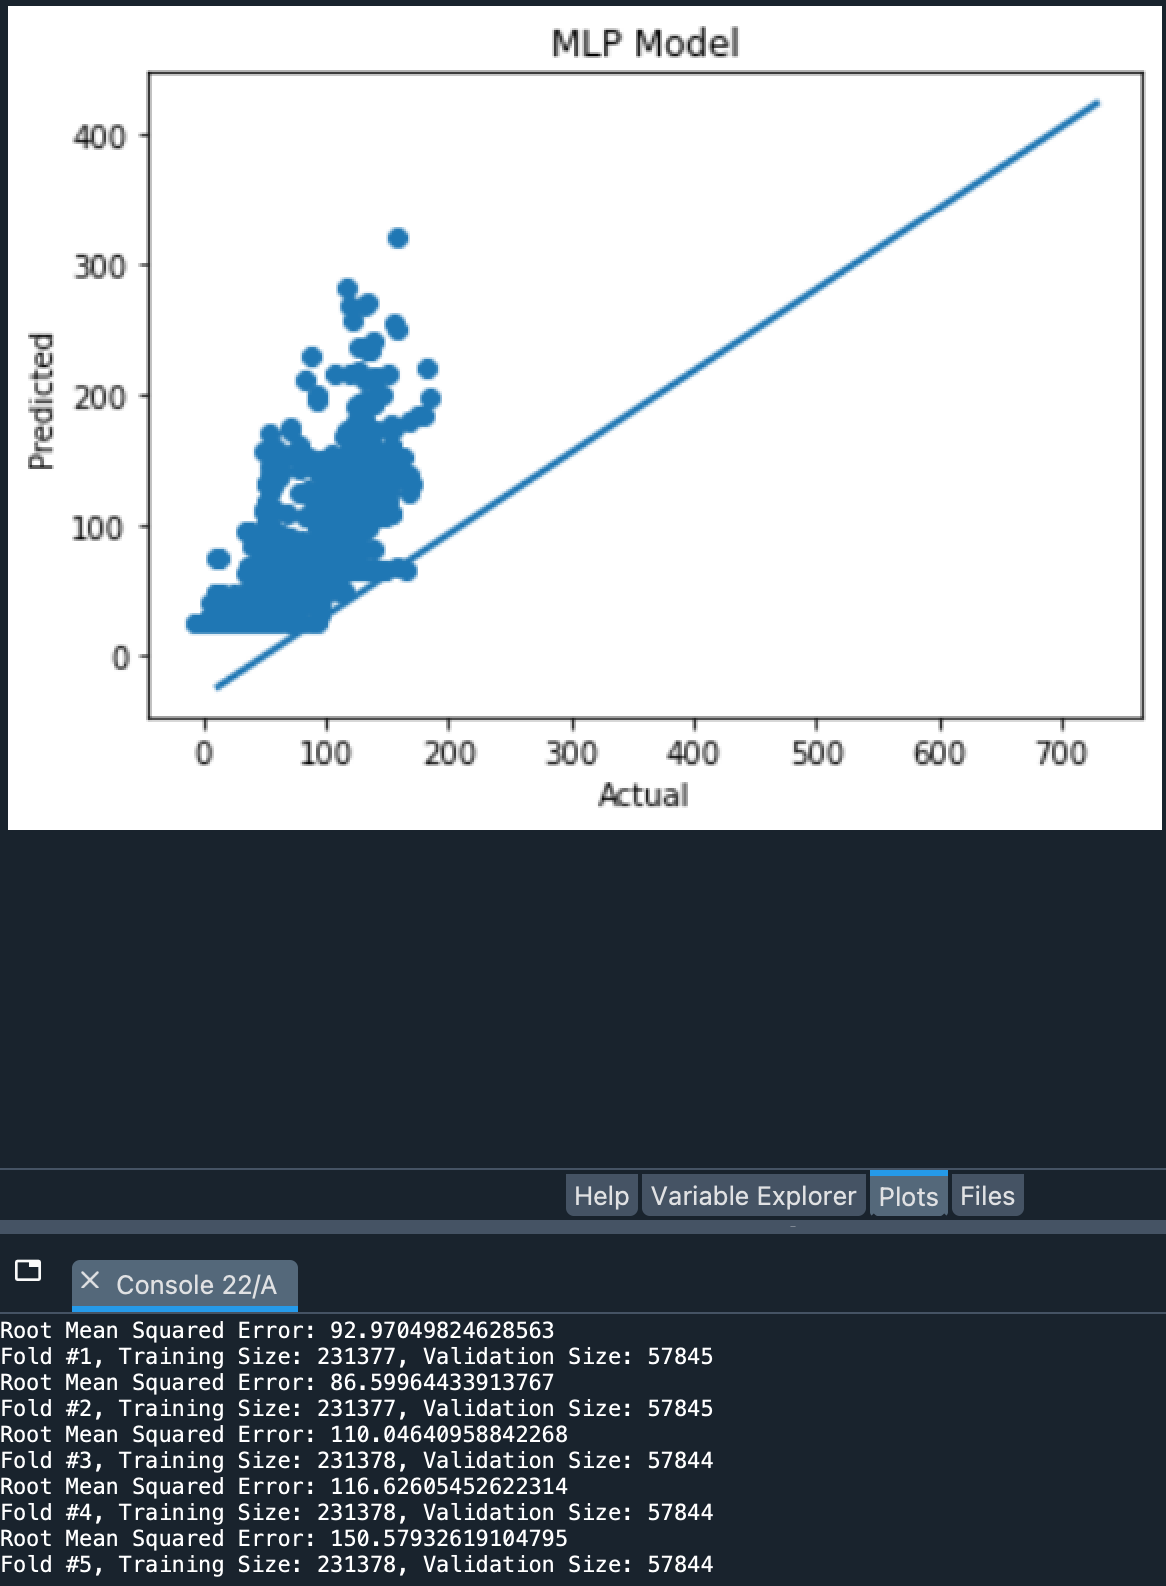 MLP Model
400
300
200
100
0
Predicted
0 100 200 300 400 500 600 700
Actual
Help Variable Explorer Plots Files
Console 22/A
Root Mean Squared Error: 92.97049824628563
Fold #1, Training Size: 231377, Validation Size: 57845
Root Mean Squared Error: 86.59964433913767
Fold #2, Training Size: 231377, Validation Size: 57845
Root Mean Squared Error: 110.04640958842268
Fold #3, Training Size: 231378, Validation Size: 57844
Root Mean Squared Error: 116.62605452622314
Fold #4, Training Size: 231378, Validation Size: 57844
Root Mean Squared Error: 150.57932619104795
Fold #5, Training Size: 231378, Validation Size: 57844